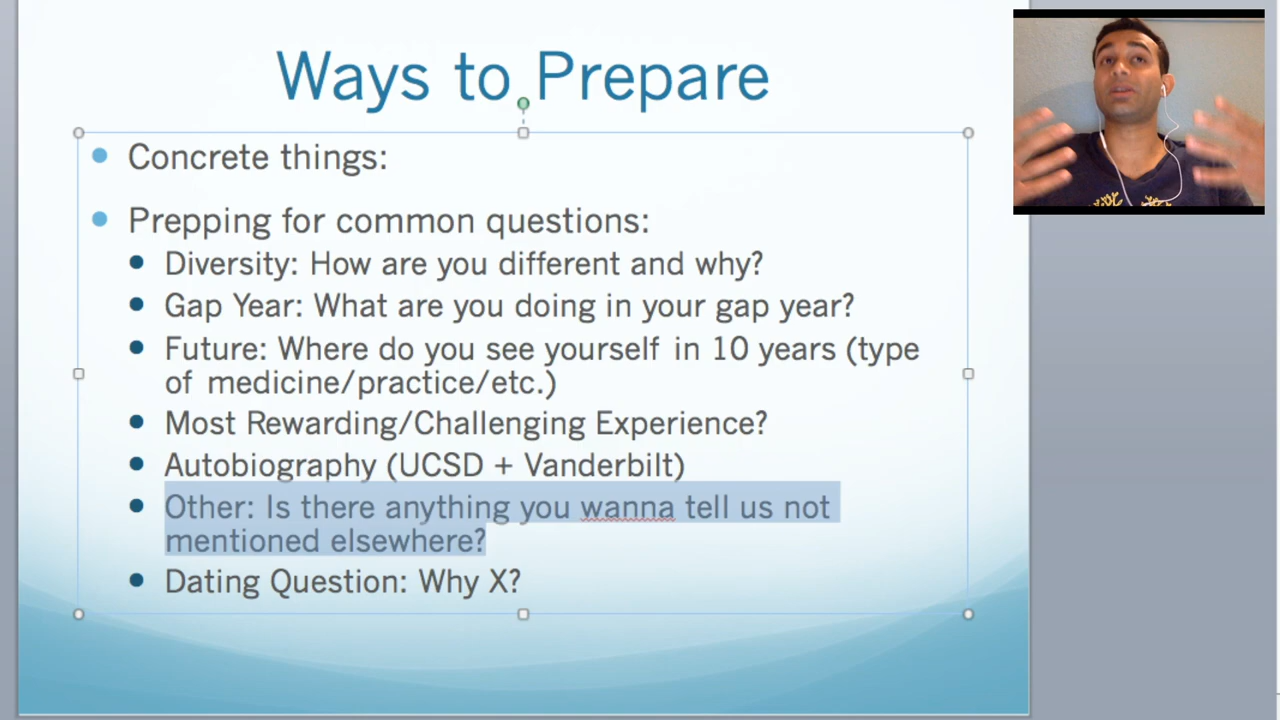 Ways to Prepare
Concrete things:
Prepping for common questions:
Diversity: How are you different and why?
Gap Year: What are you doing in your gap year?
Future: Where do you see yourself in 10 years (type
of medicine/practice/etc.)
Most Rewarding/Challenging Experience?
Autobiography (UCSD + Vanderbilt)
Other: Is there anything you wanna tell us not
mentioned elsewhere?
Dating Question: Why X?